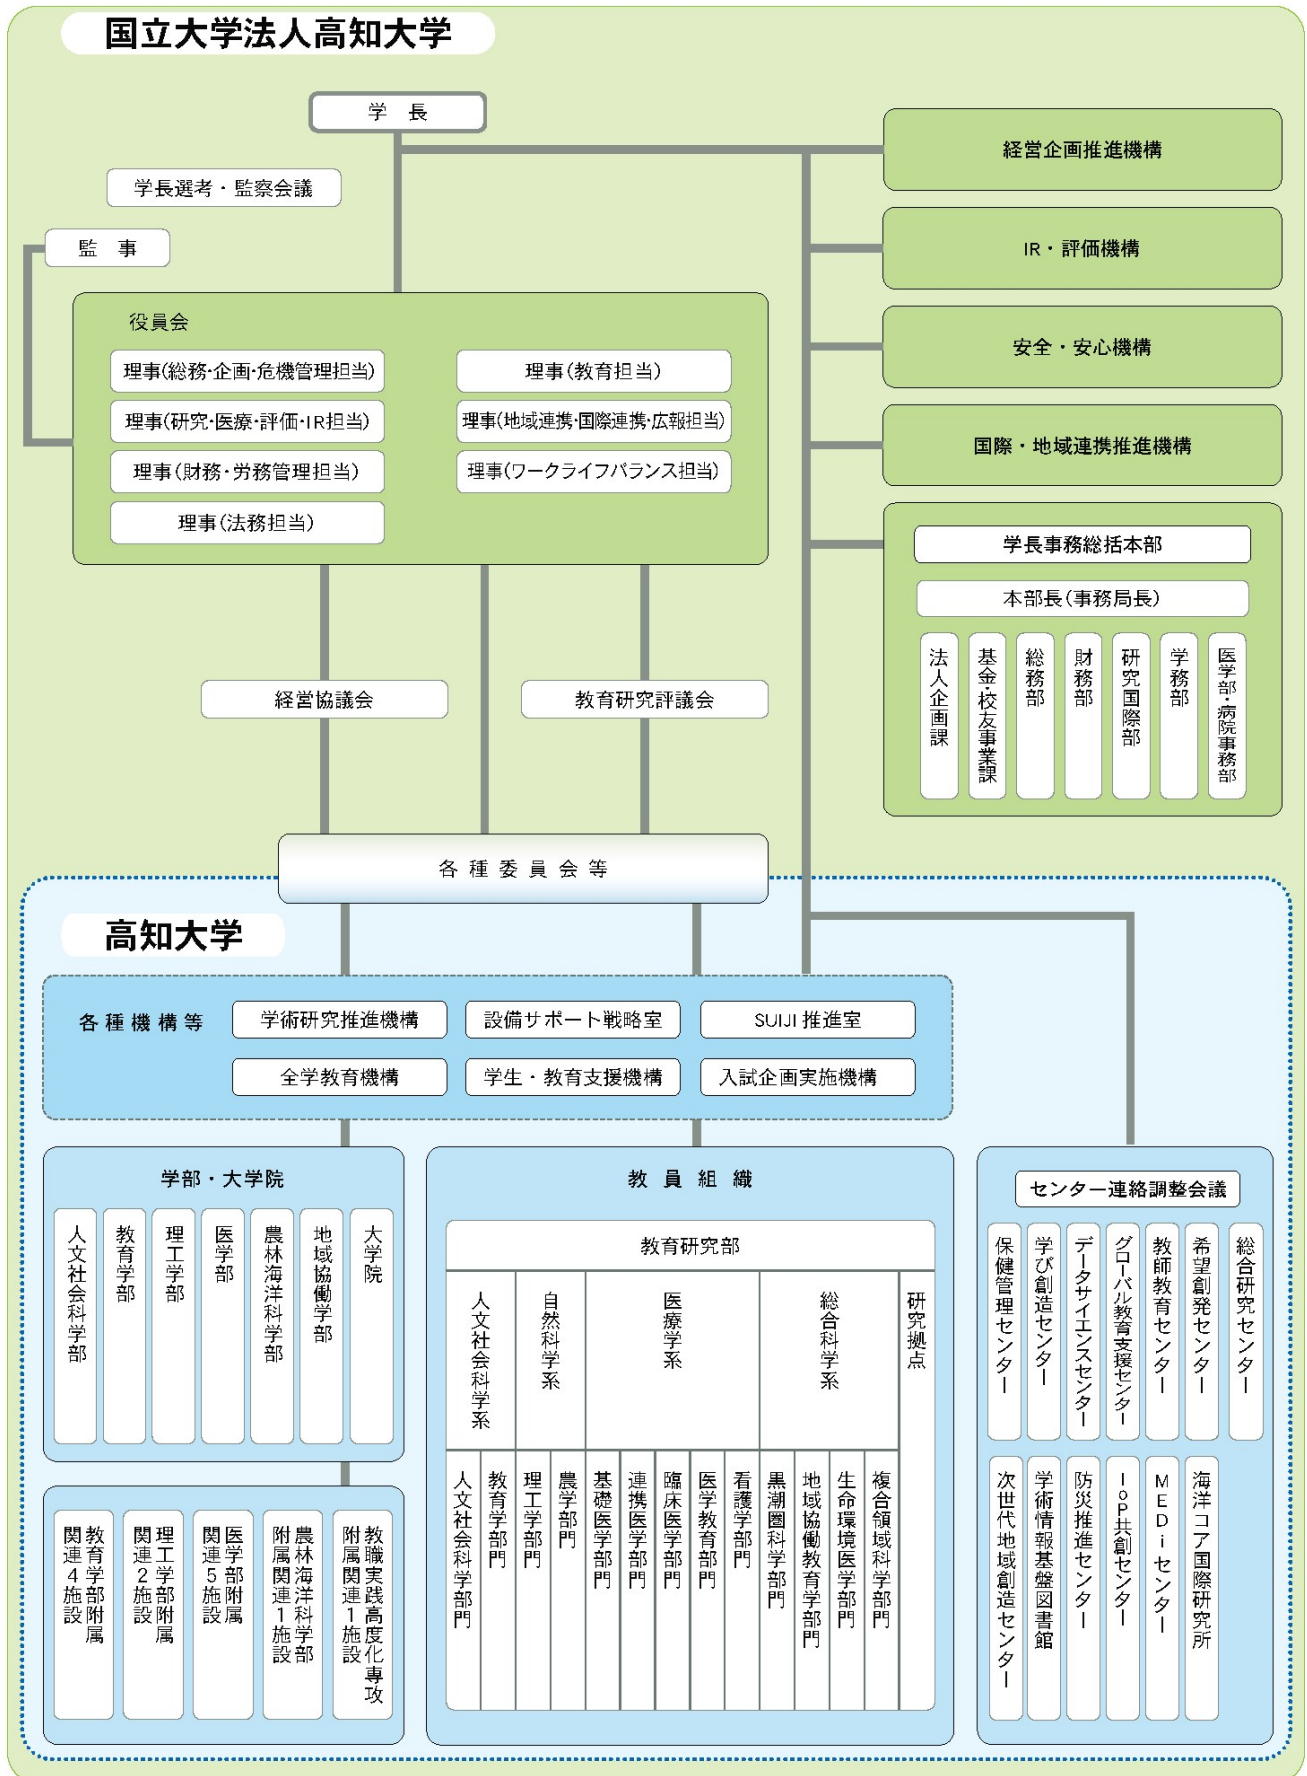 国立大学法人高知大学
学長
学長選考・監察会議
監事
役員会
理事(総務・企画・危機管理担当)
理事(研究・医療・評価・IR担当)
理事(財務・労務管理担当)
理事(法務担当)
理事(教育担当)
理事(地域連携・国際連携・広報担当)
理事(ワークライフバランス担当)
経営企画推進機構
IR・評価機構
安全・安心機構
国際・地域連携推進機構
学長事務総括本部
本部長(事務局長)
法人企画課
基金・校友事業課
総務部
財務部
研究国際部
学務部
医学部・病院事務部
経営協議会
教育研究評議会
各種委員会等
高知大学
各種機構等
学術研究推進機構
設備サポート戦略室
SUIJI推進室
全学教育機構
学生・教育支援機構
入試企画実施機構
学部・大学院
人文社会科学部
教育学部
理工学部
医学部
農林海洋科学部
地域協働学部
大学院
教育学部附属
関連4施設
理工学部附属
関連2施設
医学部附属
関連5施設
農林海洋科学部
附属関連1施設
教職実践高度化専攻
附属関連1施設
教員組織
教育研究部
人文社会科学系
自然科学系
医療学系
総合科学系
研究拠点
人文社会科学部門
教育学部門
理工学部門
農学部門
基礎医学部門
連携医学部門
臨床医学部門
医学教育部門
看護学部門
黒潮圏科学部門
地域協働教育学部門
生命環境医学部門
複合領域科学部門
センター連絡調整会議
保健管理センター
学び創造センター
データサイエンスセンター
グローバル教育支援センター
教師教育センター
希望創発センター
総合研究センター
次世代地域創造センター
学術情報基盤図書館
防災推進センター
IoP共創センター
MEDiセンター
海洋コア国際研究所